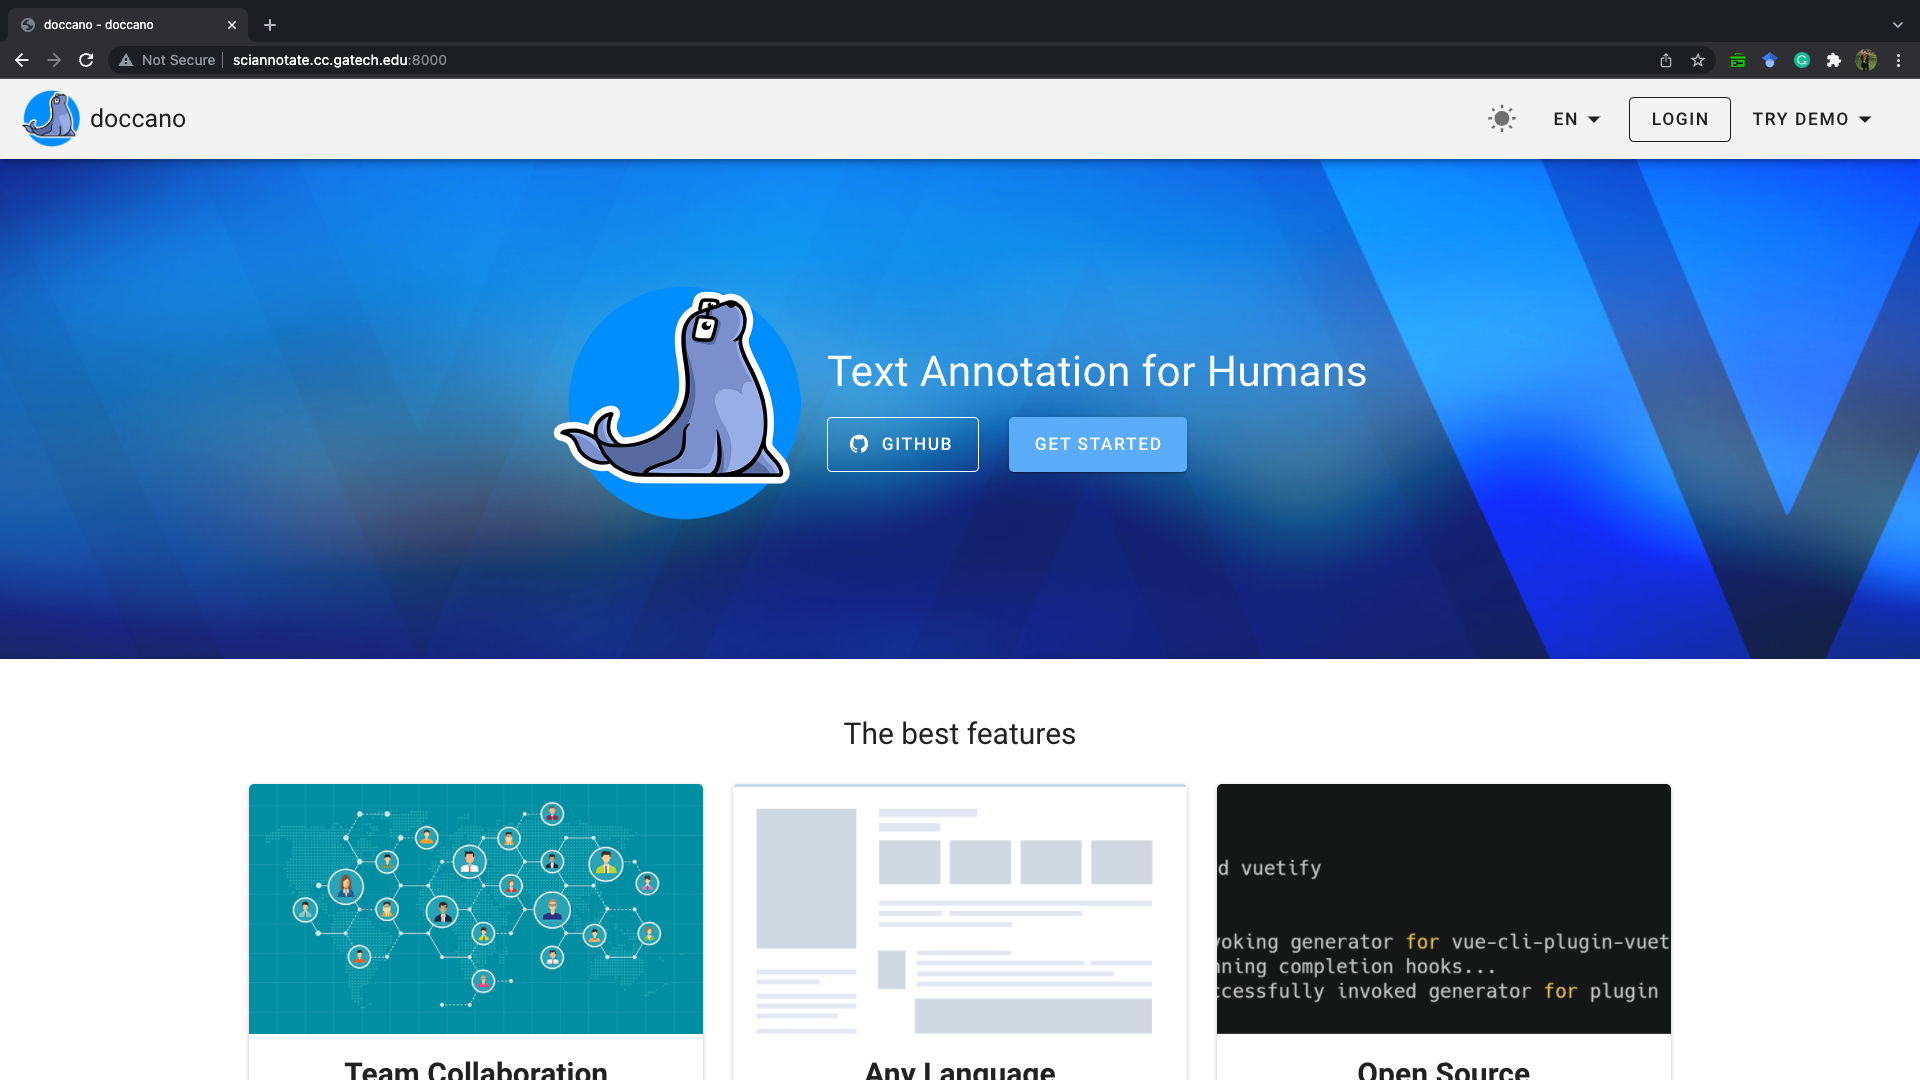 doccano - doccano
Not Secure sciannotate.cc.gatech.edu:8000
doccano
EN
LOGIN
TRY DEMO
Text Annotation for Humans
GITHUB
GET STARTED
The best features
d vuetify
voking generator for vue-cli-plugin-vuet
nning completion hooks...
ccessfully invoked generator for plugin
Team Collaboration
Any Language
Open Source